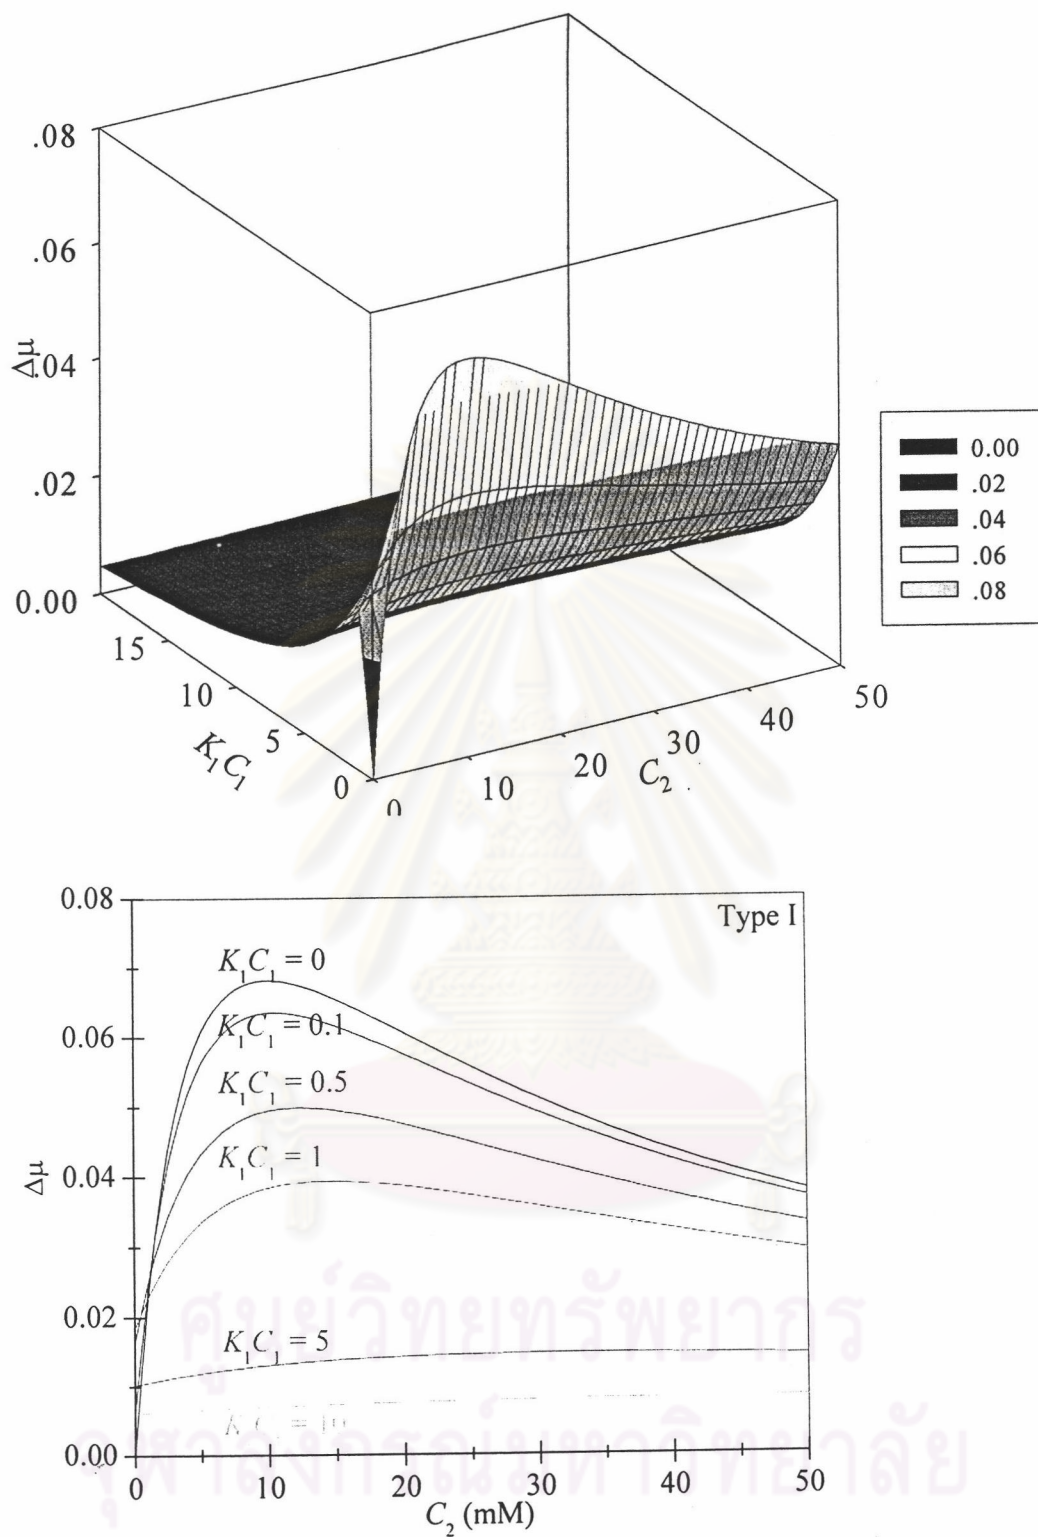 .08
.06
Δμ
.04
.02
0.00
15
10
5
0
K₁C₁
0
10
20
30
40
50
C₂
0.00
.02
.04
.06
.08
0.08
Type I
K₁C₁ = 0
0.06
K₁C₁ = 0.1
K₁C₁ = 0.5
K₁C₁ = 1
0.04
Δμ
0.02
K₁C₁ = 5
K₁C₁ = 10
0.00
0
10
20
30
40
50
C₂ (mM)
ศูนย์วิทยทรัพยากร
จุฬาลงกรณ์มหาวิทยาลัย